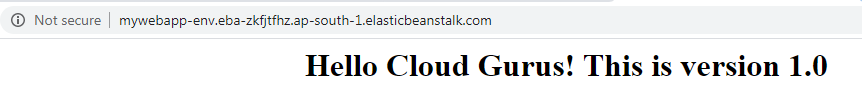 Not secure | mywebapp-env.eba-zkfjtfhz.ap-south-1.elasticbeanstalk.com
Hello Cloud Gurus! This is version 1.0